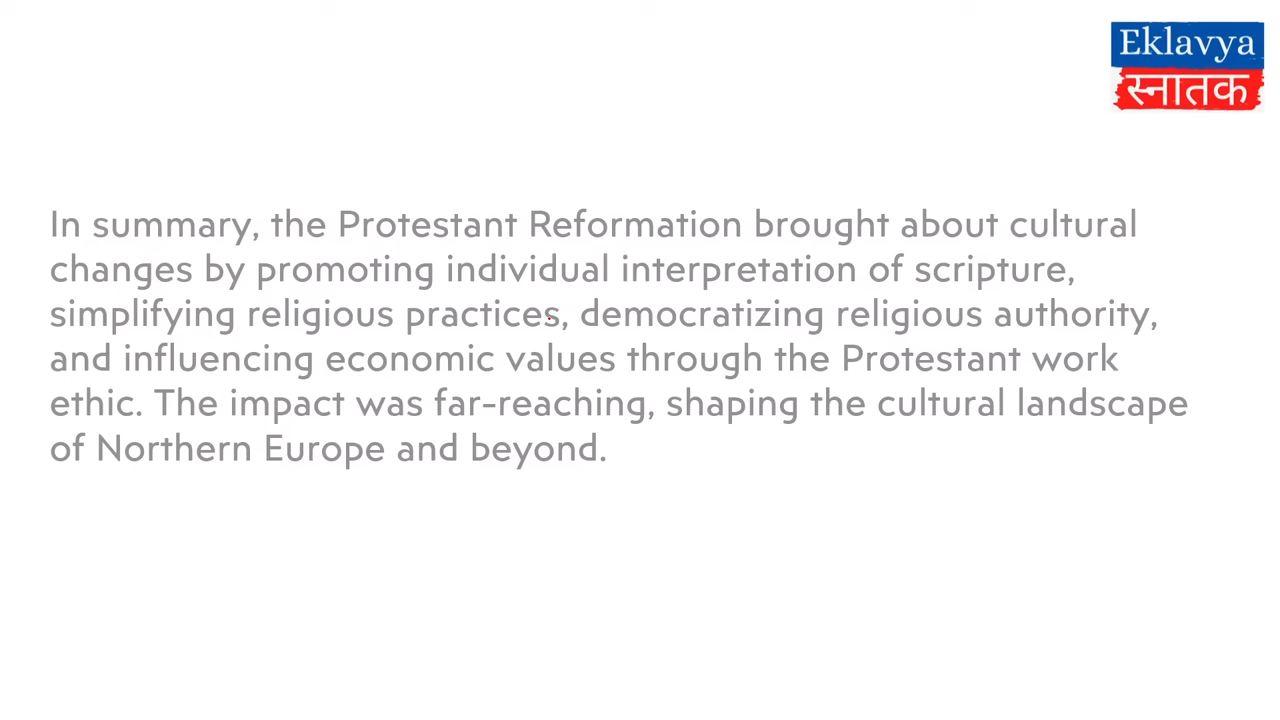 Eklavya
स्नातक
In summary, the Protestant Reformation brought about cultural
changes by promoting individual interpretation of scripture,
simplifying religious practices, democratizing religious authority,
and influencing economic values through the Protestant work
ethic. The impact was far-reaching, shaping the cultural landscape
of Northern Europe and beyond.